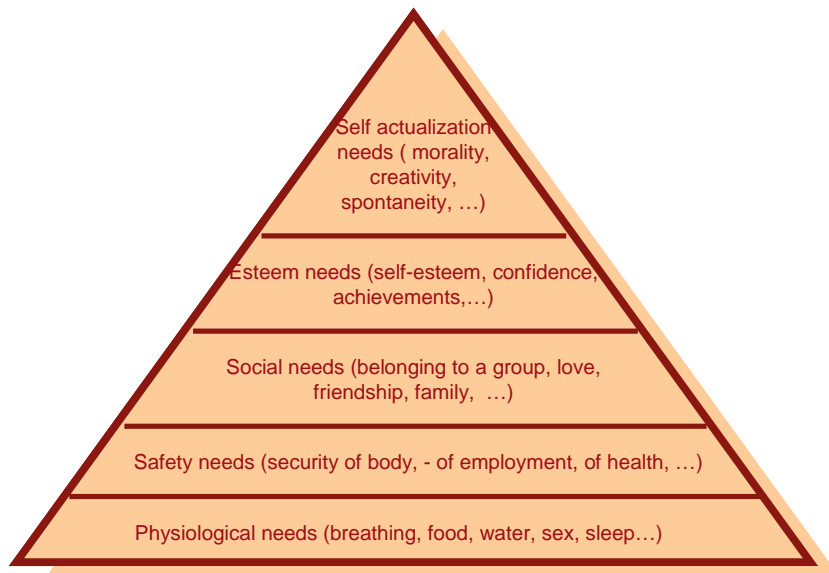 Self actualization
needs ( morality,
creativity,
spontaneity, …)
Esteem needs (self-esteem, confidence,
achievements,…)
Social needs (belonging to a group, love,
friendship, family,  …)
Safety needs (security of body, - of employment, of health, …)
Physiological needs (breathing, food, water, sex, sleep…)